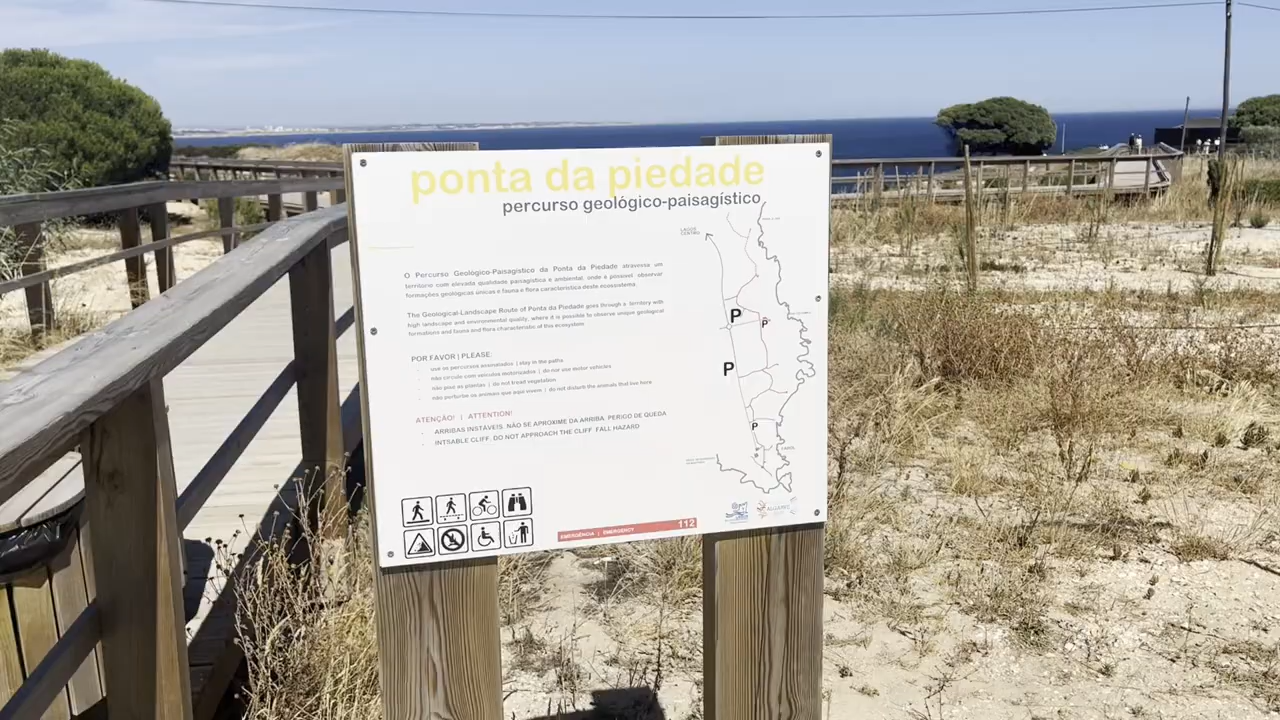 ponta da piedade
percurso geológico-paisagístico
LAGOS
CENTRO
O Percurso Geológico-Paisagístico da Ponta da Piedade atravessa um
território com elevada qualidade paisagística e ambiental, onde é possível observar
formações geológicas únicas e fauna e flora característica deste ecossistema.
The Geological-Landscape Route of Ponta da Piedade goes through a territory with
high landscape and environmental quality, where it is possible to observe unique geological
formations and fauna and flora characteristic of this ecosystem.
P
P
P
P
POR FAVOR | PLEASE:
- use os percursos assinalados | stay in the paths
- não circule com veículos motorizados | do nor use motor vehicles
- não pise as plantas | do not tread vegetation
- não perturbe os animais que aqui vivem | do not disturb the animals that live here
ATENÇÃO! | ATTENTION!
- ARRIBAS INSTÁVEIS. NÃO SE APROXIME DA ARRIBA. PERIGO DE QUEDA
- INTSABLE CLIFF. DO NOT APPROACH THE CLIFF. FALL HAZARD
FAROL
EMERGÊNCIA | EMERGENCY 112